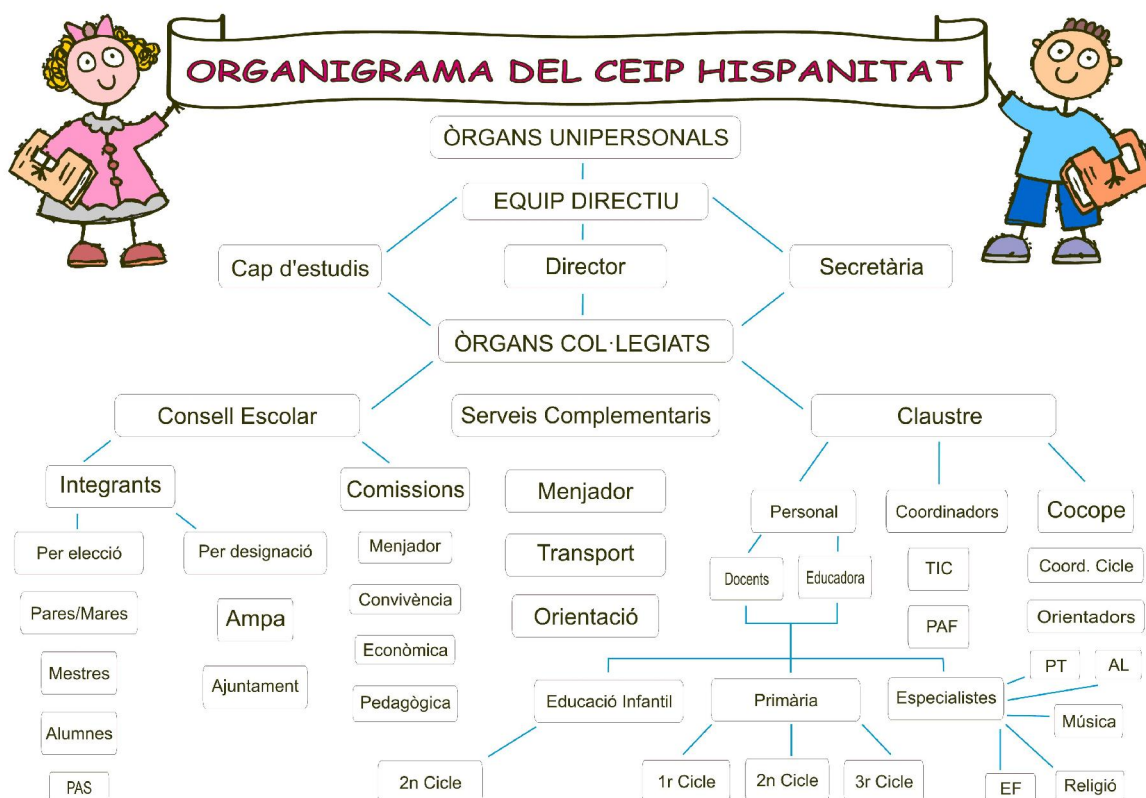 ORGANIGRAMA DEL CEIP HISPANITAT
ÒRGANS UNIPERSONALS
EQUIP DIRECTIU
Cap d'estudis
Director
Secretària
ÒRGANS COL·LEGIATS
Consell Escolar
Serveis Complementaris
Claustre
Integrants
Comissions
Menjador
Personal
Coordinadors
Cocope
Per elecció
Per designació
Menjador
Transport
Docents
Educadora
TIC
Coord. Cicle
Pares/Mares
Ampa
Convivència
Orientació
PAF
Orientadors
Mestres
Ajuntament
Econòmica
PT
AL
Pedagògica
Educació Infantil
Primària
Especialistes
Música
Alumnes
PAS
2n Cicle
1r Cicle
2n Cicle
3r Cicle
EF
Religió